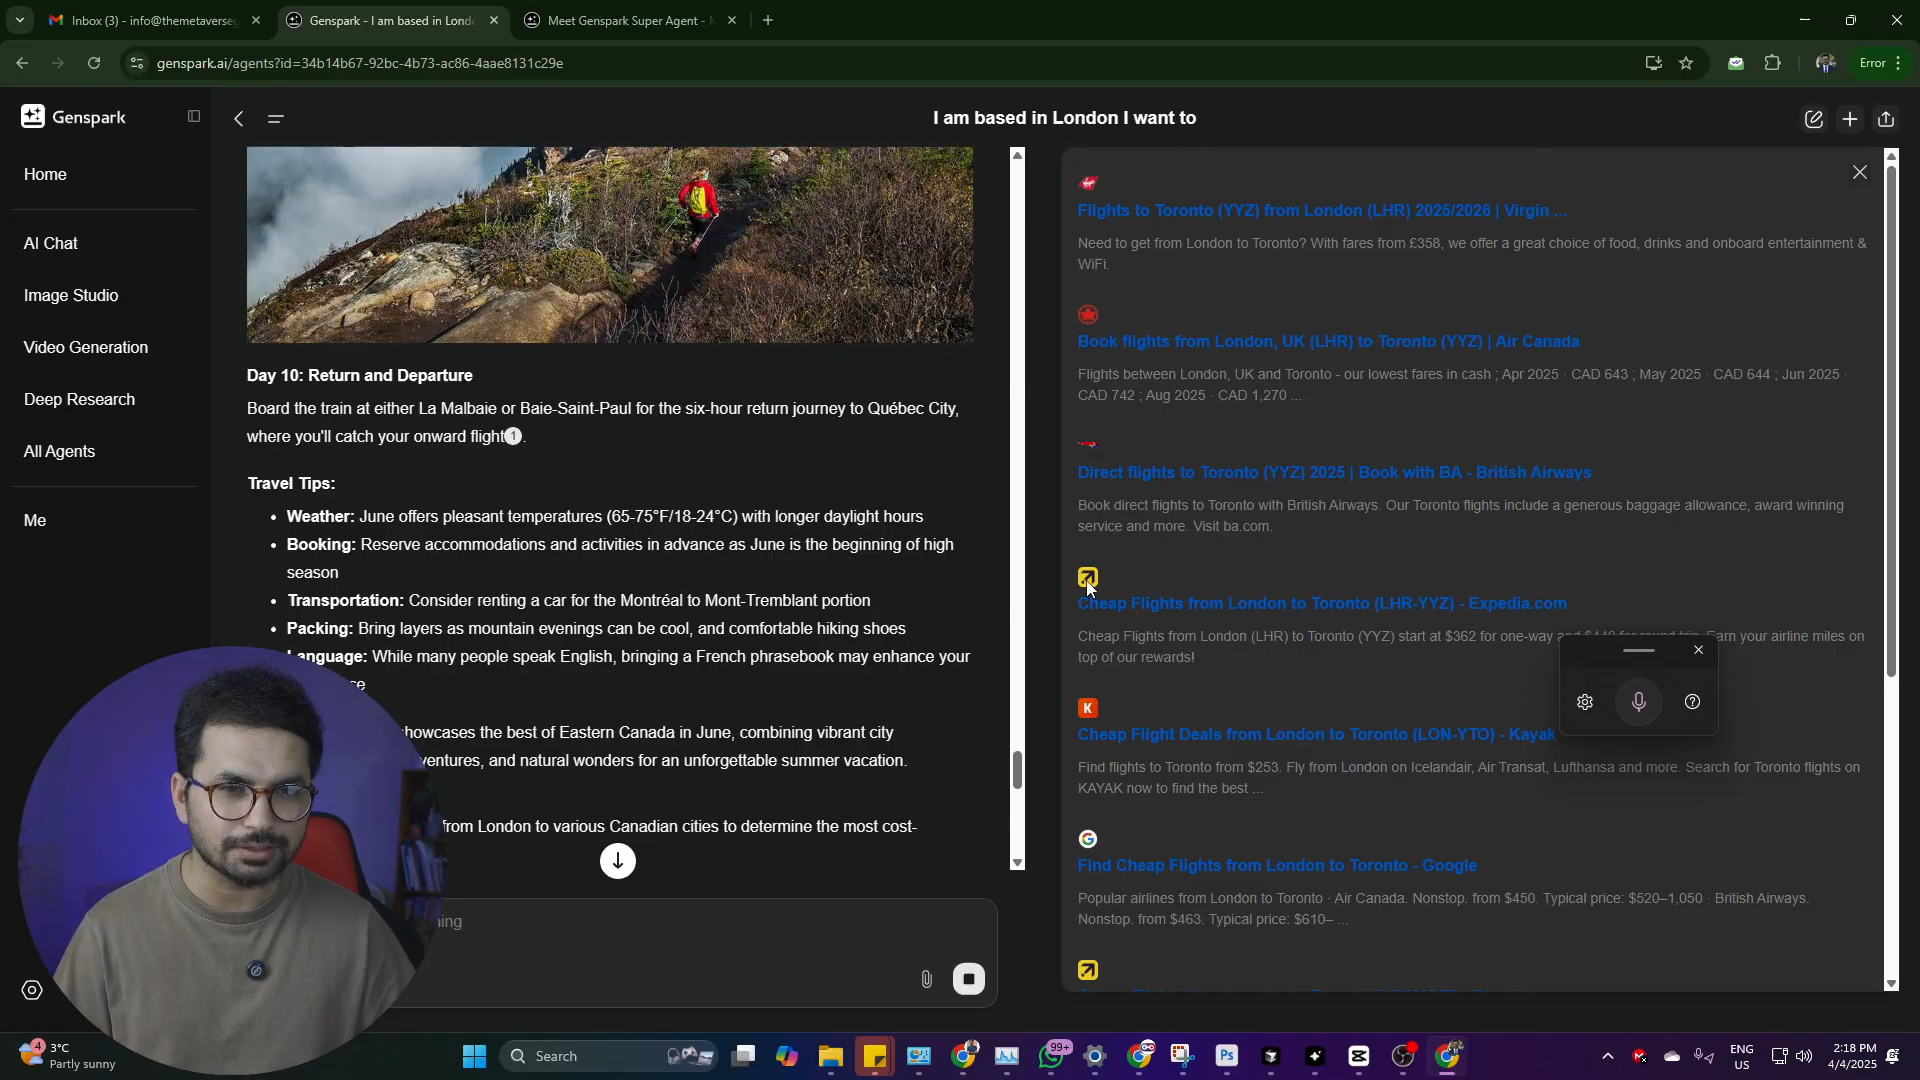 Inbox (3) - info@themetaverseg
Genspark - I am based in Londo
Meet Genspark Super Agent -
genspark.ai/agents?id=34b14b67-92bc-4b73-ac86-4aae8131c29e
Error
Genspark
I am based in London I want to
Home
AI Chat
Image Studio
Video Generation
Deep Research
All Agents
Me
Day 10: Return and Departure
Board the train at either La Malbaie or Baie-Saint-Paul for the six-hour return journey to Québec City,
where you'll catch your onward flight 1.
Travel Tips:
• Weather: June offers pleasant temperatures (65-75°F/18-24°C) with longer daylight hours
• Booking: Reserve accommodations and activities in advance as June is the beginning of high
season
• Transportation: Consider renting a car for the Montréal to Mont-Tremblant portion
• Packing: Bring layers as mountain evenings can be cool, and comfortable hiking shoes
Language: While many people speak English, bringing a French phrasebook may enhance your
howcases the best of Eastern Canada in June, combining vibrant city
ventures, and natural wonders for an unforgettable summer vacation.
from London to various Canadian cities to determine the most cost-
Flights to Toronto (YYZ) from London (LHR) 2025/2026 | Virgin ...
Need to get from London to Toronto? With fares from £358, we offer a great choice of food, drinks and onboard entertainment &
WiFi.
Book flights from London, UK (LHR) to Toronto (YYZ) | Air Canada
Flights between London, UK and Toronto - our lowest fares in cash ; Apr 2025 · CAD 643 ; May 2025 · CAD 644 ; Jun 2025 ·
CAD 742 ; Aug 2025 · CAD 1,270 ...
Direct flights to Toronto (YYZ) 2025 | Book with BA - British Airways
Book direct flights to Toronto with British Airways. Our Toronto flights include a generous baggage allowance, award winning
service and more. Visit ba.com.
Cheap Flights from London to Toronto (LHR-YYZ) - Expedia.com
Cheap Flights from London (LHR) to Toronto (YYZ) start at $362 for one-way and Earn your airline miles on
top of our rewards!
K
Cheap Flight Deals from London to Toronto (LON-YTO) - Kayak
Find flights to Toronto from $253. Fly from London on Icelandair, Air Transat, Lufthansa and more. Search for Toronto flights on
KAYAK now to find the best ...
Find Cheap Flights from London to Toronto - Google
Popular airlines from London to Toronto · Air Canada. Nonstop. from $450. Typical price: $520–1,050 · British Airways.
Nonstop. from $463. Typical price: $610– ...
4
3°C
Partly sunny
Search
99+
Ps
ENG
US
2:18 PM
4/4/2025